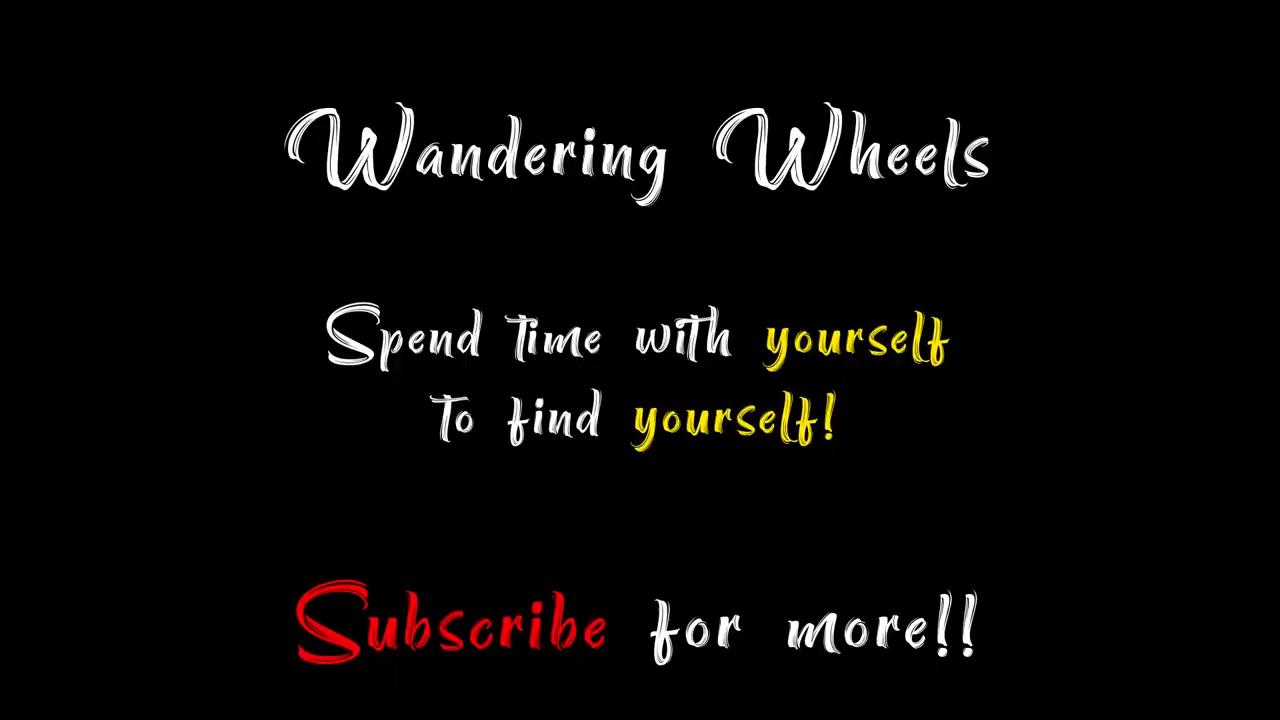 Wandering Wheels
Spend time with yourself
To find yourself!
Subscribe for more!!